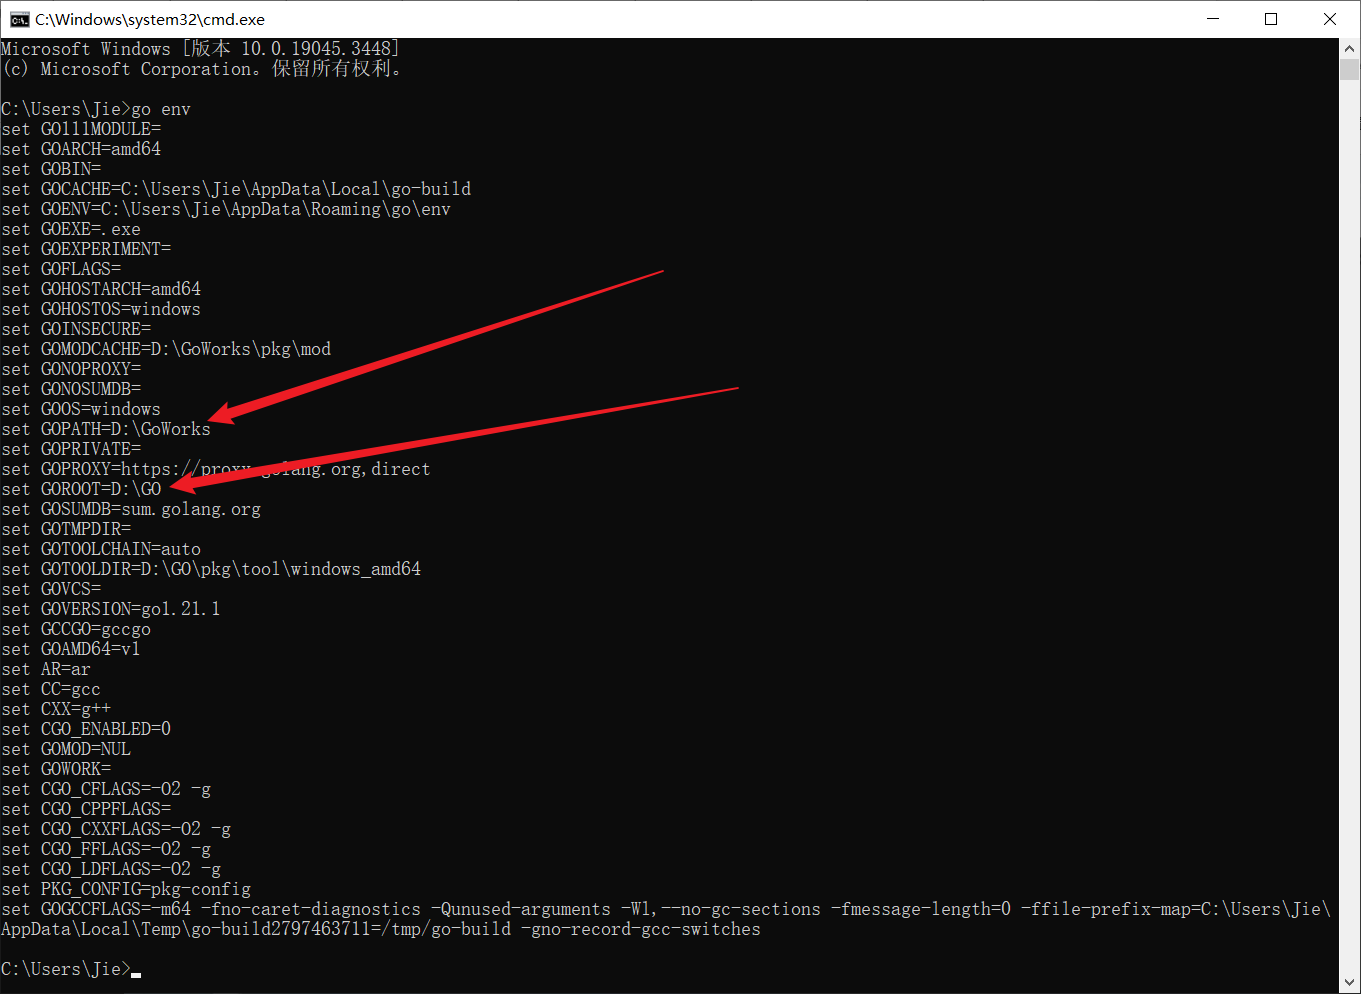 C:\Windows\system32\cmd.exe
Microsoft Windows [版本 10.0.19045.3448]
(c) Microsoft Corporation。保留所有权利。
C:\Users\Jie>go env
set GO111MODULE=
set GOARCH=amd64
set GOBIN=
set GOCACHE=C:\Users\Jie\AppData\Local\go-build
set GOENV=C:\Users\Jie\AppData\Roaming\go\env
set GOEXE=.exe
set GOEXPERIMENT=
set GOFLAGS=
set GOHOSTARCH=amd64
set GOHOSTOS=windows
set GOINSECURE=
set GOMODCACHE=D:\GoWorks\pkg\mod
set GONOPROXY=
set GONOSUMDB=
set GOOS=windows
set GOPATH=D:\GoWorks
set GOPRIVATE=
set GOPROXY=https://proxy.golang.org,direct
set GOROOT=D:\GO
set GOSUMDB=sum.golang.org
set GOTMPDIR=
set GOTOOLCHAIN=auto
set GOTOOLDIR=D:\GO\pkg\tool\windows_amd64
set GOVCS=
set GOVERSION=go1.21.1
set GCCGO=gccgo
set GOAMD64=v1
set AR=ar
set CC=gcc
set CXX=g++
set CGO_ENABLED=0
set GOMOD=NUL
set GOWORK=
set CGO_CFLAGS=-O2 -g
set CGO_CPPFLAGS=
set CGO_CXXFLAGS=-O2 -g
set CGO_FFLAGS=-O2 -g
set CGO_LDFLAGS=-O2 -g
set PKG_CONFIG=pkg-config
set GOGCCFLAGS=-m64 -fno-caret-diagnostics -Qunused-arguments -Wl,--no-gc-sections -fmessage-length=0 -ffile-prefix-map=C:\Users\Jie\
AppData\Local\Temp\go-build2797463711=/tmp/go-build -gno-record-gcc-switches
C:\Users\Jie>